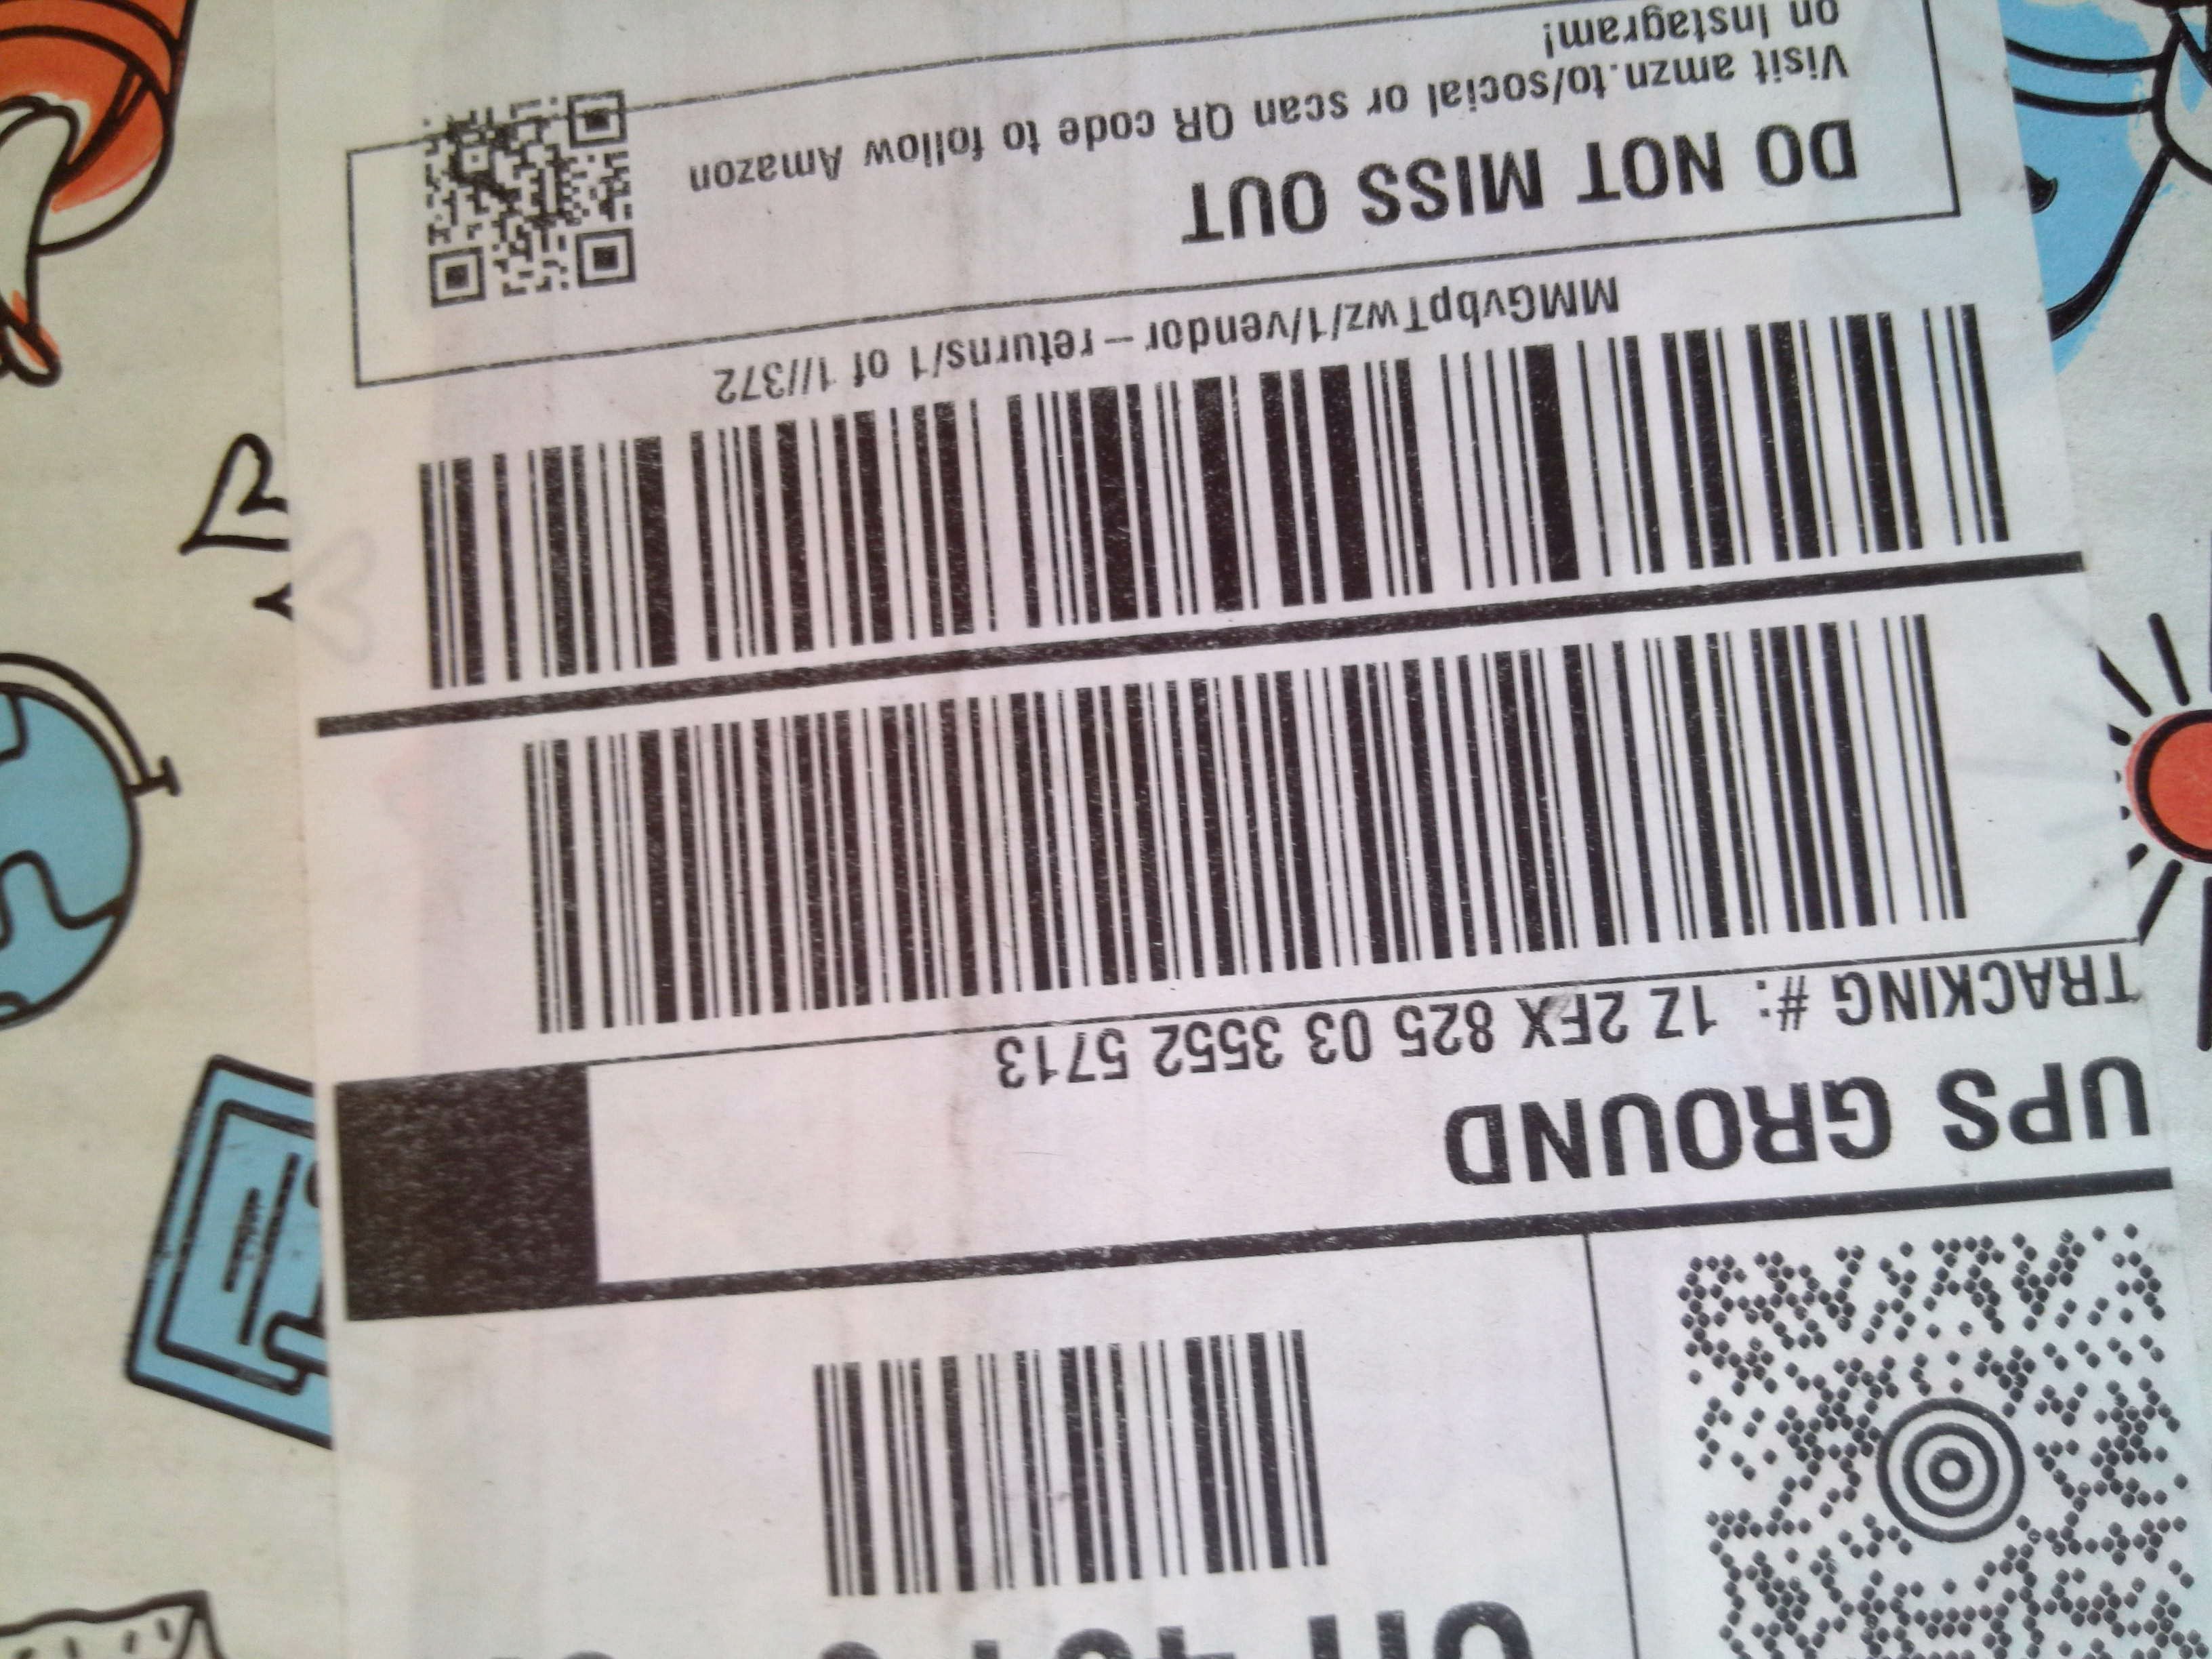 UPS GROUND
TRACKING #: 1Z 2FX 825 03 3552 5713
MMGvbpTwz/1/vendor-returns/1 of 1//372
DO NOT MISS OUT
Visit amzn.to/social or scan QR code to follow Amazon
on Instagram!